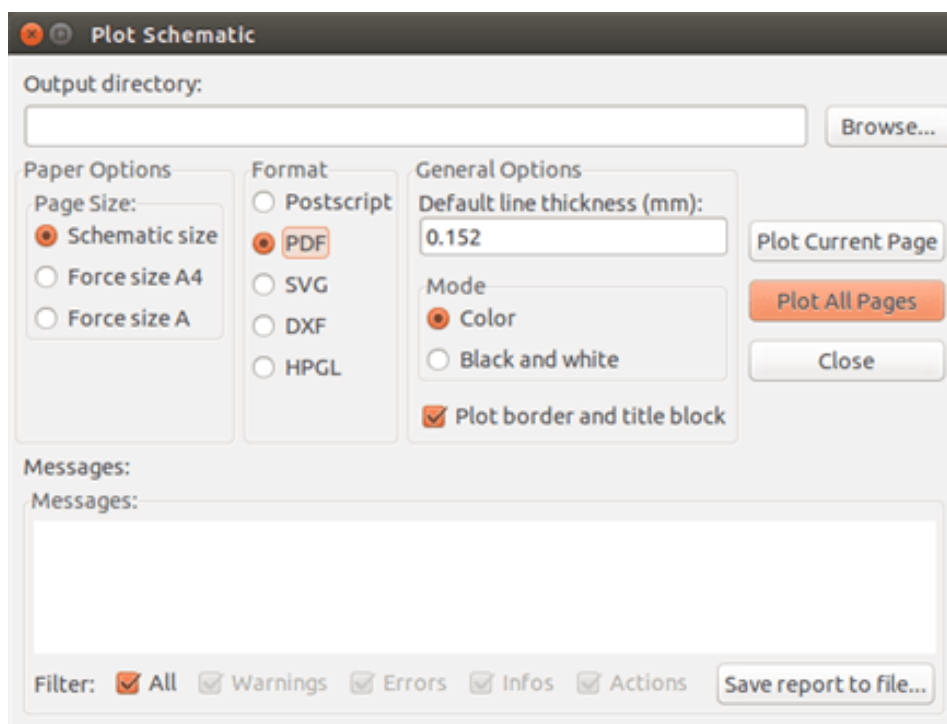 Plot Schematic
Output directory:
Browse...
Paper Options
Page Size:
Schematic size
Force size A4
Force size A
Format
Postscript
PDF
SVG
DXF
HPGL
General Options
Default line thickness (mm):
0.152
Mode
Color
Black and white
Plot border and title block
Plot Current Page
Plot All Pages
Close
Messages:
Messages:
Filter: All Warnings Errors Infos Actions Save report to file...